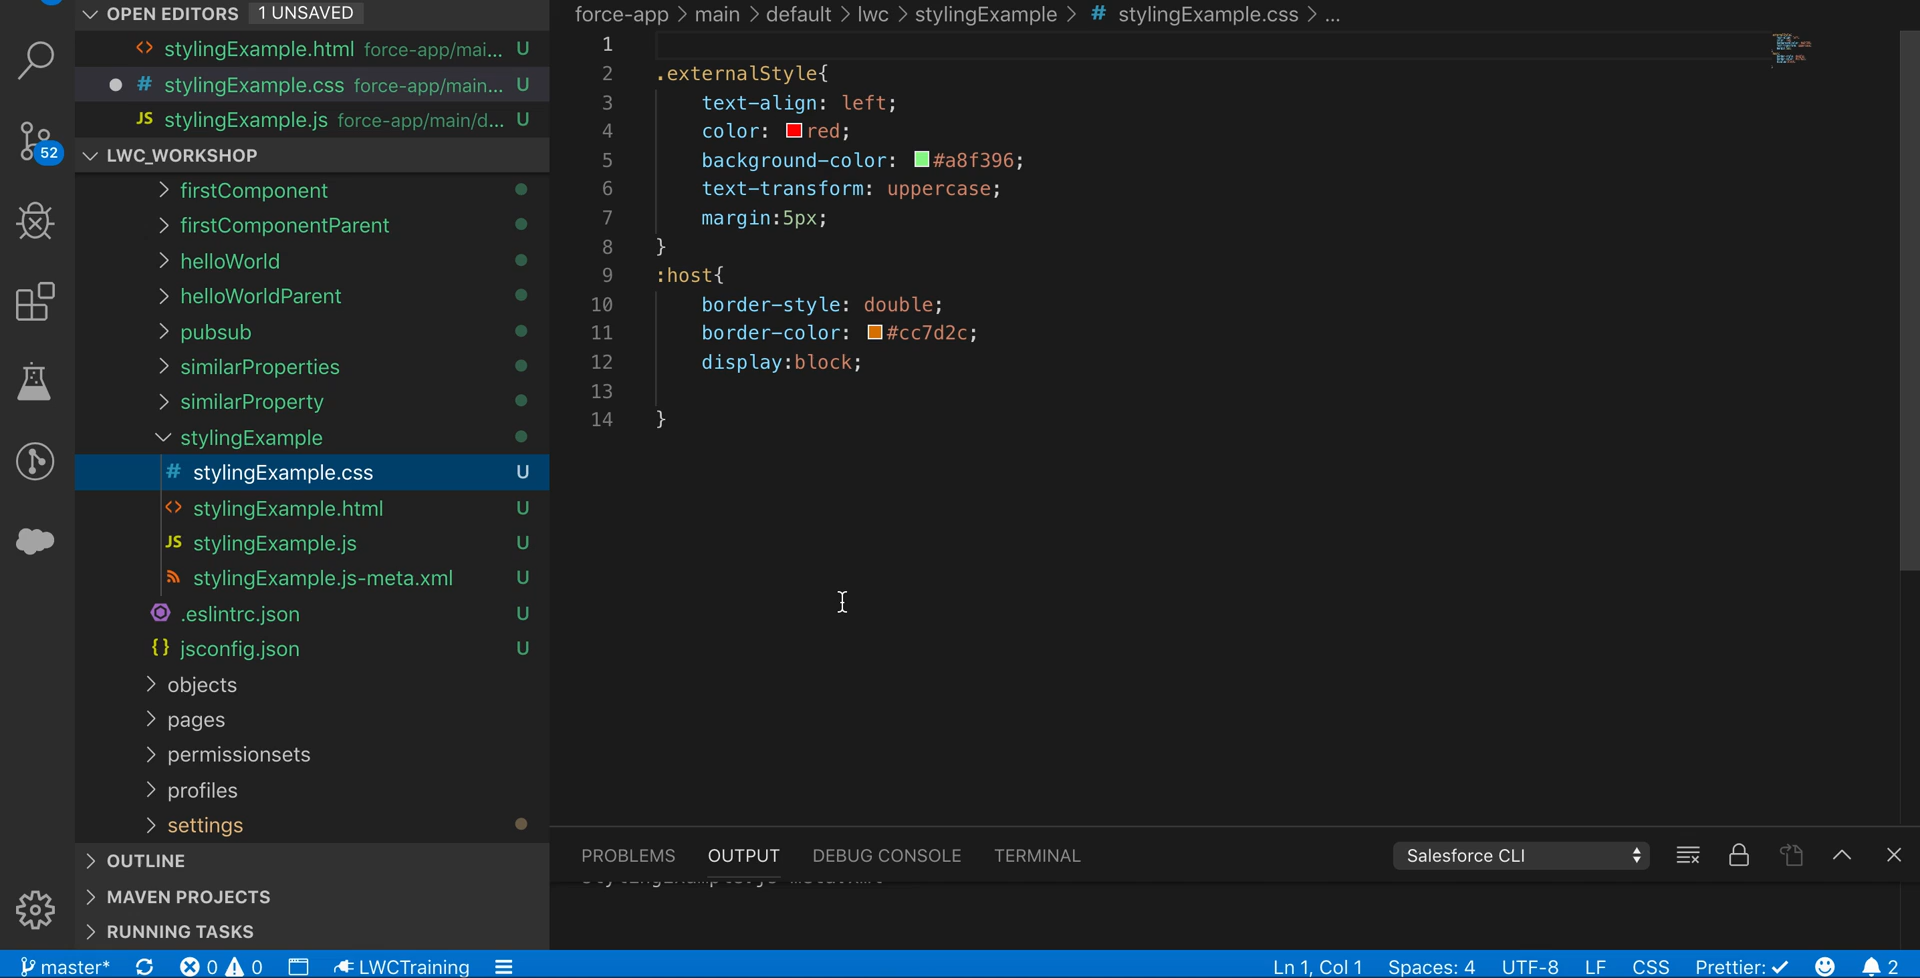 OPEN EDITORS 1 UNSAVED
<> stylingExample.html force-app/mai... U
# stylingExample.css force-app/main... U
JS stylingExample.js force-app/main/d... U
LWC_WORKSHOP
firstComponent
firstComponentParent
helloWorld
helloWorldParent
pubsub
similarProperties
similarProperty
stylingExample
# stylingExample.css U
<> stylingExample.html U
JS stylingExample.js U
stylingExample.js-meta.xml U
.eslintrc.json U
{} jsconfig.json U
objects
pages
permissionsets
profiles
settings
OUTLINE
MAVEN PROJECTS
RUNNING TASKS
52
force-app > main > default > lwc > stylingExample > # stylingExample.css > ...
1
2 .externalStyle{
3 text-align: left;
4 color: red;
5 background-color: #a8f396;
6 text-transform: uppercase;
7 margin:5px;
8 }
9 :host{
10 border-style: double;
11 border-color: #cc7d2c;
12 display:block;
13
14 }
PROBLEMS OUTPUT DEBUG CONSOLE TERMINAL Salesforce CLI
master* 0 0 LWCTraining Ln 1, Col 1 Spaces: 4 UTF-8 LF CSS Prettier: ✓ 2